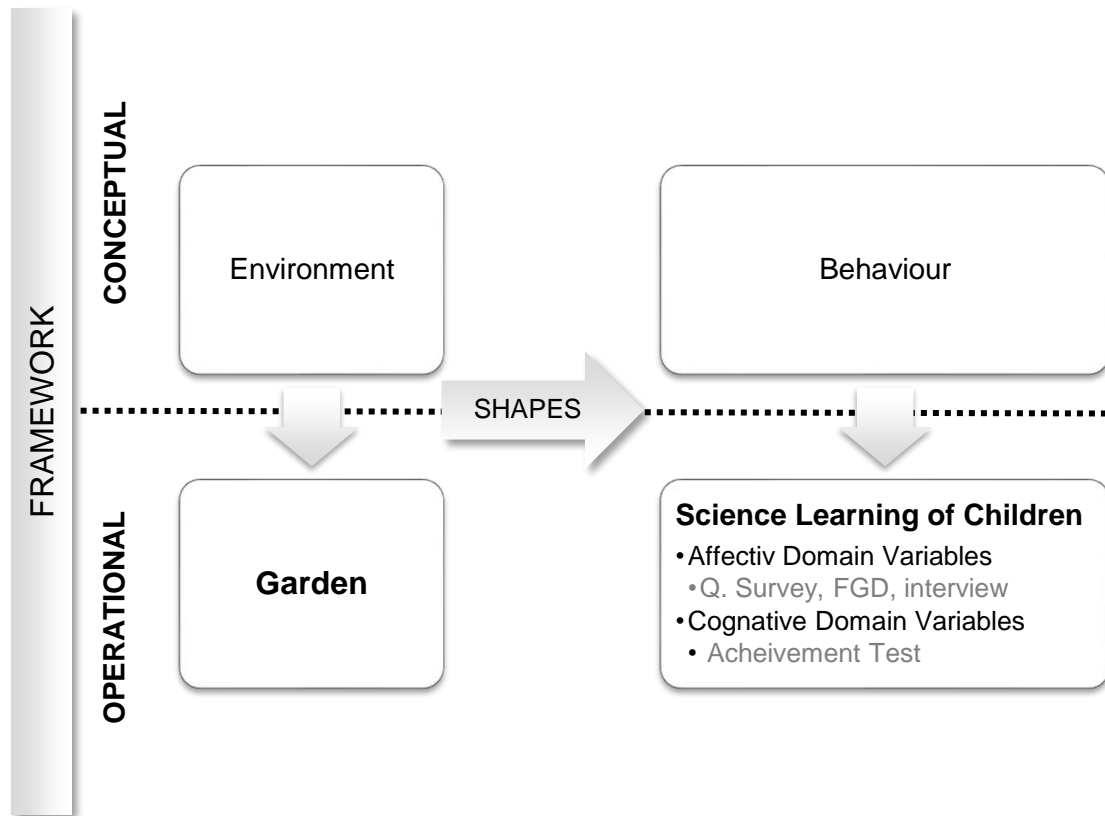 FRAMEWORK
CONCEPTUAL
Environment
Behaviour
SHAPES
OPERATIONAL
Garden
Science Learning of Children
•Affectiv Domain Variables
•Q. Survey, FGD, interview
•Cognative Domain Variables
• Acheivement Test